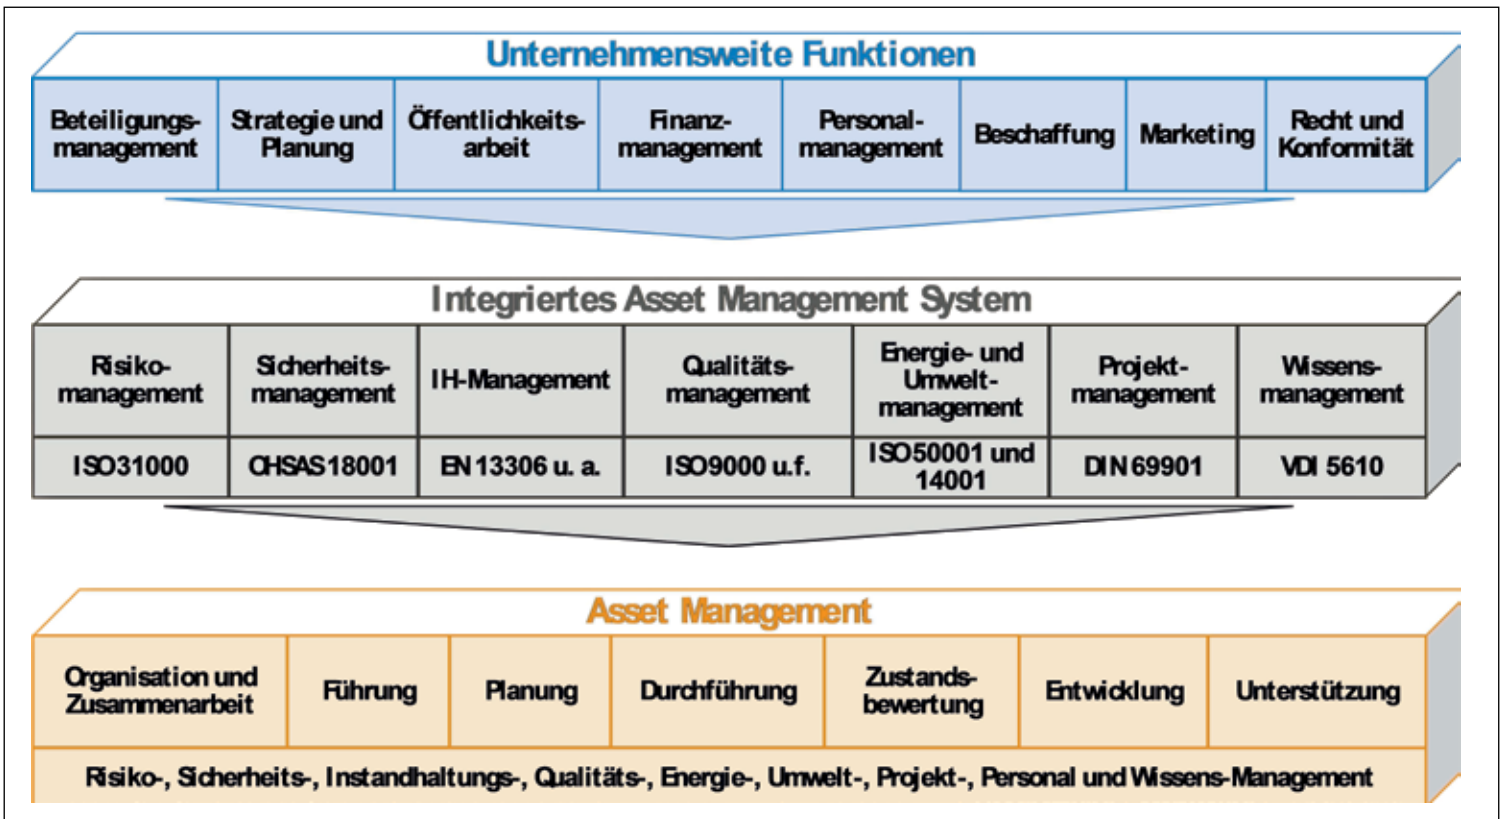 Unternehmensweite Funktionen
Beteiligungs-
management
Strategie und
Planung
Öffentlichkeits-
arbeit
Finanz-
management
Personal-
management
Beschaffung
Marketing
Recht und
Konformität
Integriertes Asset Management System
Risiko-
management
Sicherheits-
management
IH-Management
Qualitäts-
management
Energie- und
Umwelt-
management
Projekt-
management
Wissens-
management
ISO31000
OHSAS18001
EN13306 u. a.
ISO9000 u.f.
ISO50001 und
14001
DIN69901
VDI 5610
Asset Management
Organisation und
Zusammenarbeit
Führung
Planung
Durchführung
Zustands-
bewertung
Entwicklung
Unterstützung
Risiko-, Sicherheits-, Instandhaltungs-, Qualitäts-, Energie-, Umwelt-, Projekt-, Personal und Wissens-Management